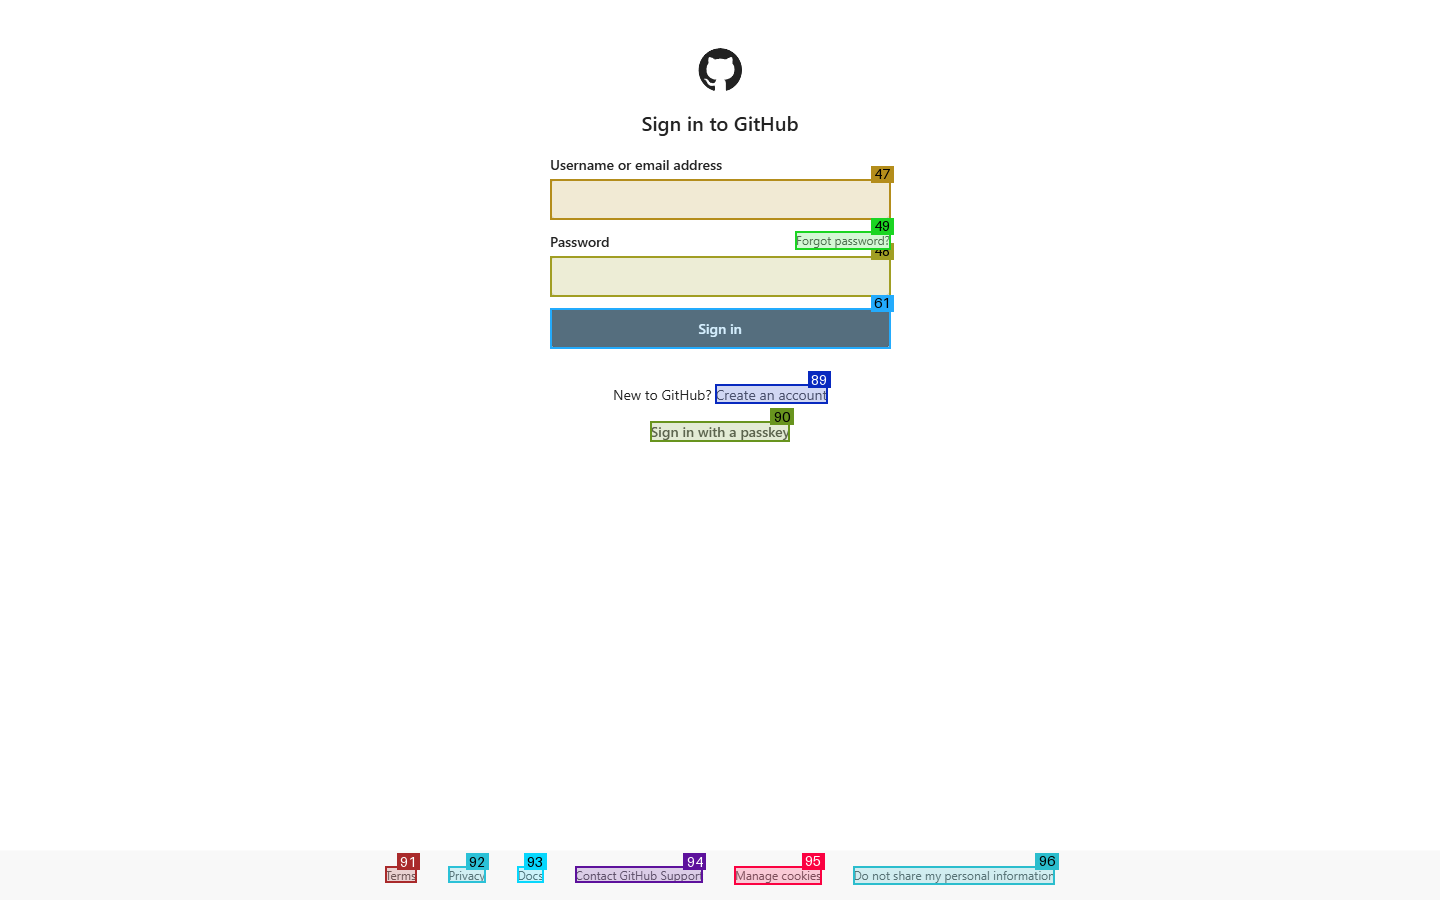 Sign in to GitHub
Username or email address
47
49
Password
Forgot password?
48
61
Sign in
89
New to GitHub? Create an account
90
Sign in with a passkey
91 92 93 94 95 96
Terms Privacy Docs Contact GitHub Support Manage cookies Do not share my personal information